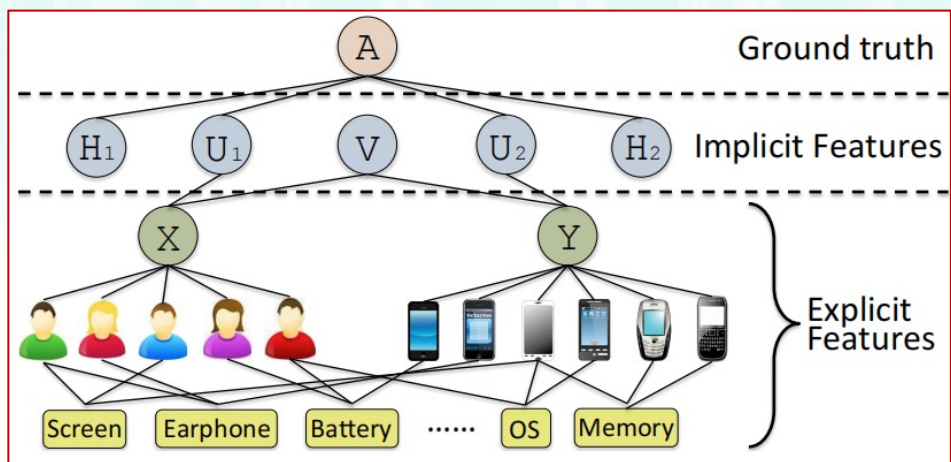 A
Ground truth
H1 U1 V U2 H2
Implicit Features
X Y
Explicit
Features
Screen Earphone Battery ...... OS Memory